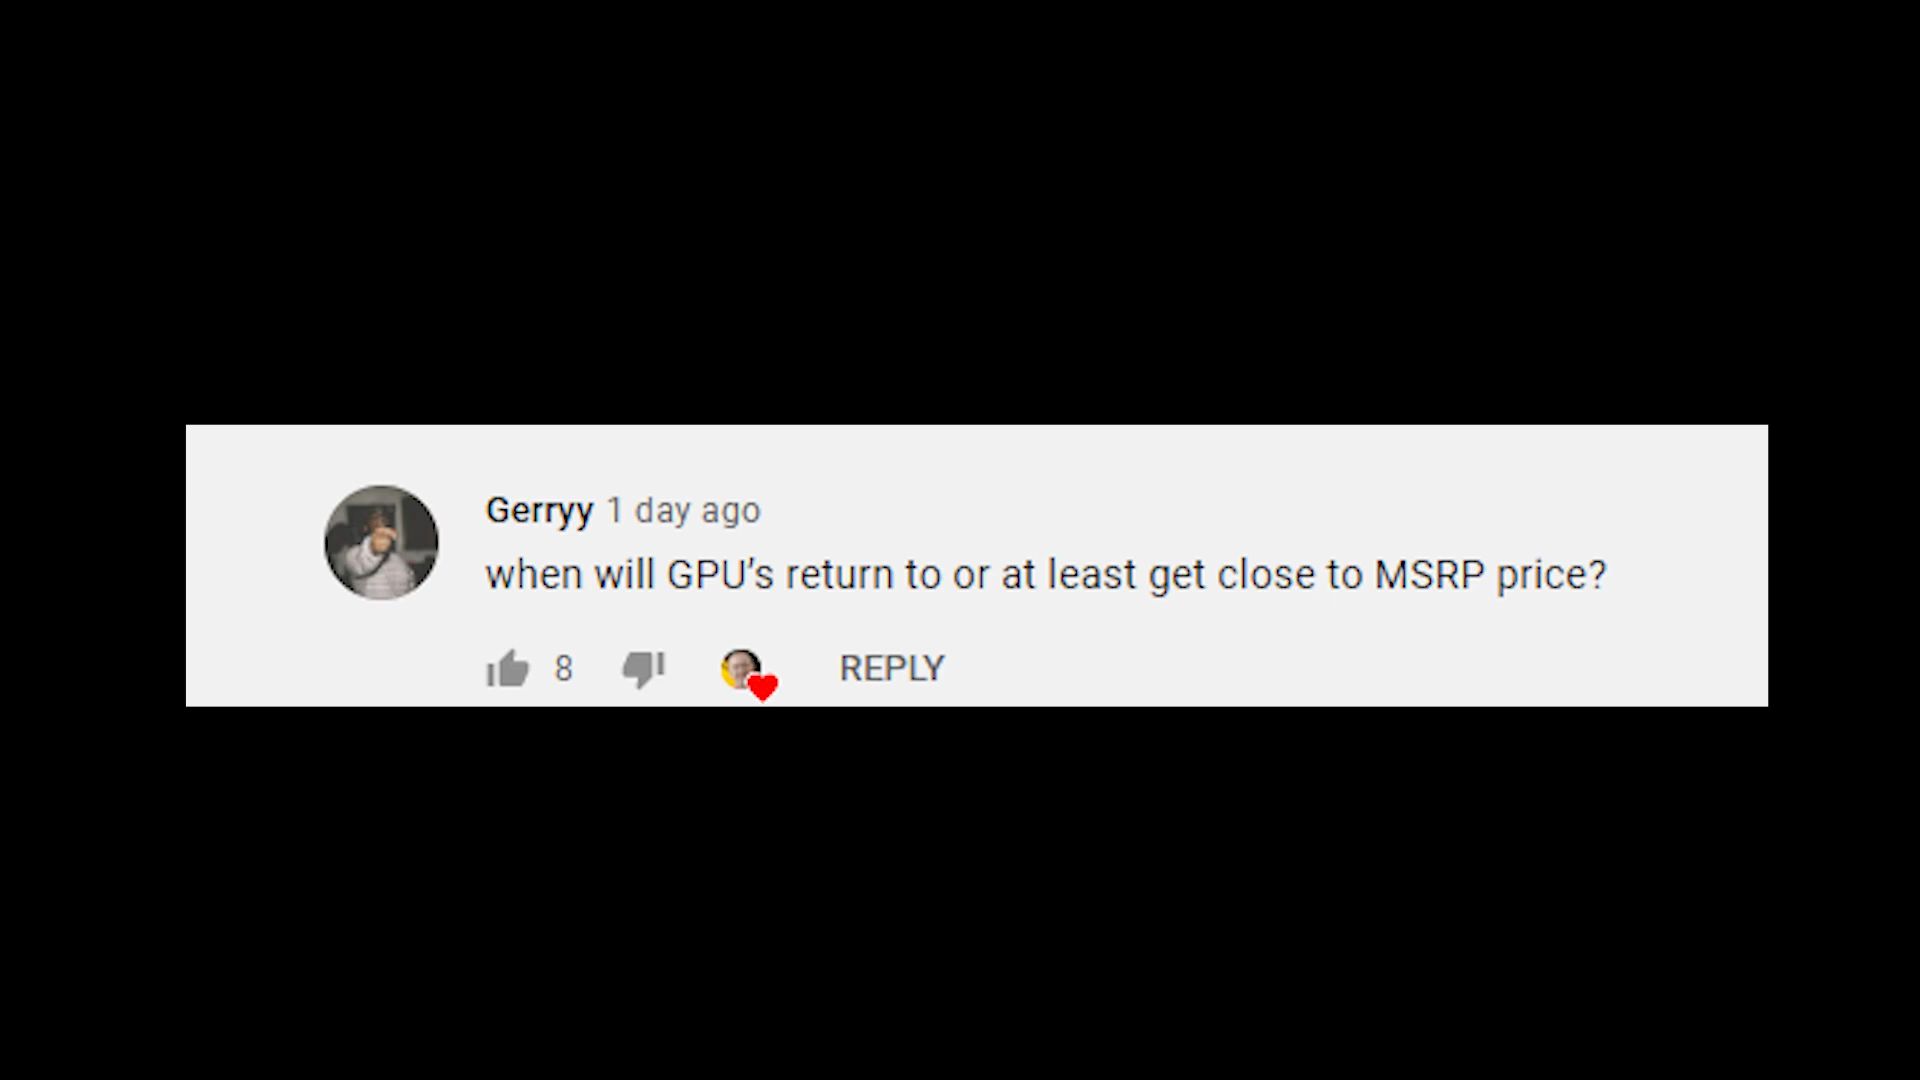 Gerryy 1 day ago
when will GPU’s return to or at least get close to MSRP price?
8 REPLY